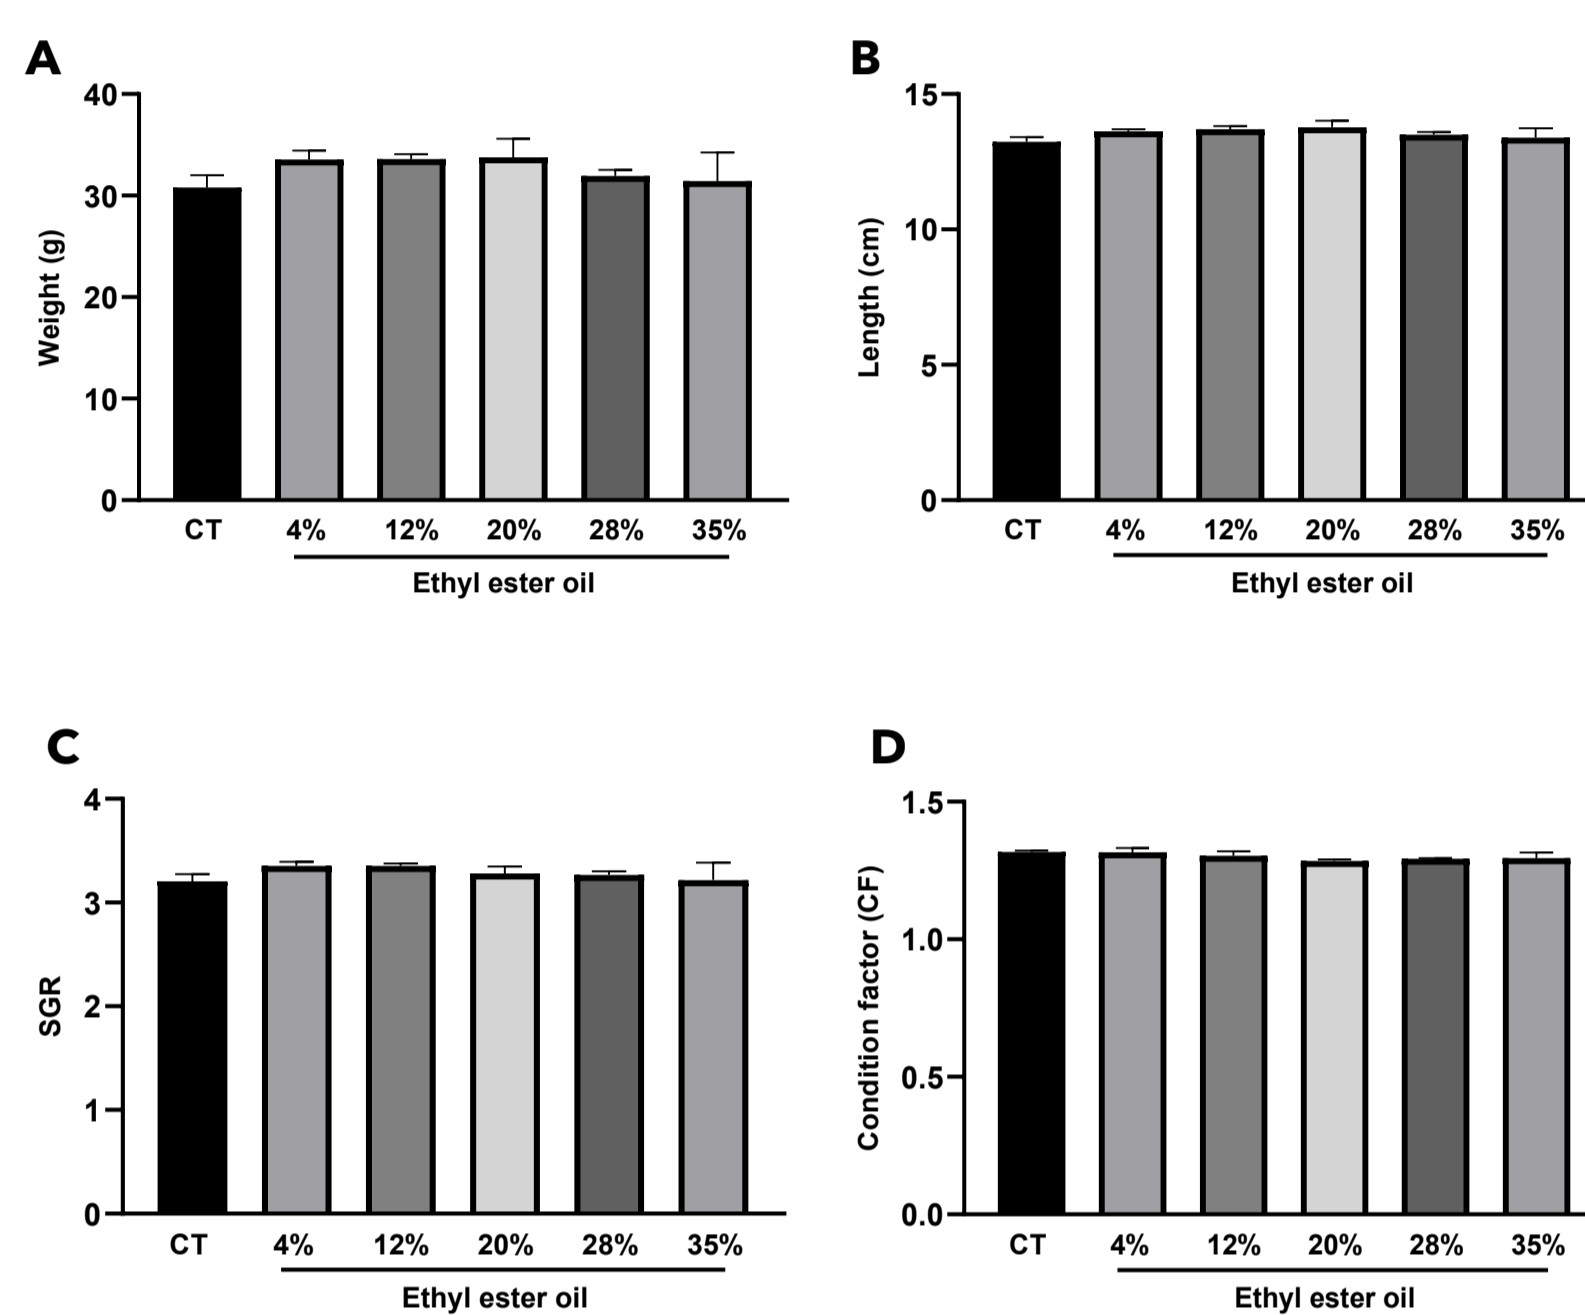 A
40
30
20
10
0
Weight (g)
CT 4% 12% 20% 28% 35%
Ethyl ester oil
B
15
10
5
0
Length (cm)
CT 4% 12% 20% 28% 35%
Ethyl ester oil
C
4
3
2
1
0
SGR
CT 4% 12% 20% 28% 35%
Ethyl ester oil
D
1.5
1.0
0.5
0.0
Condition factor (CF)
CT 4% 12% 20% 28% 35%
Ethyl ester oil